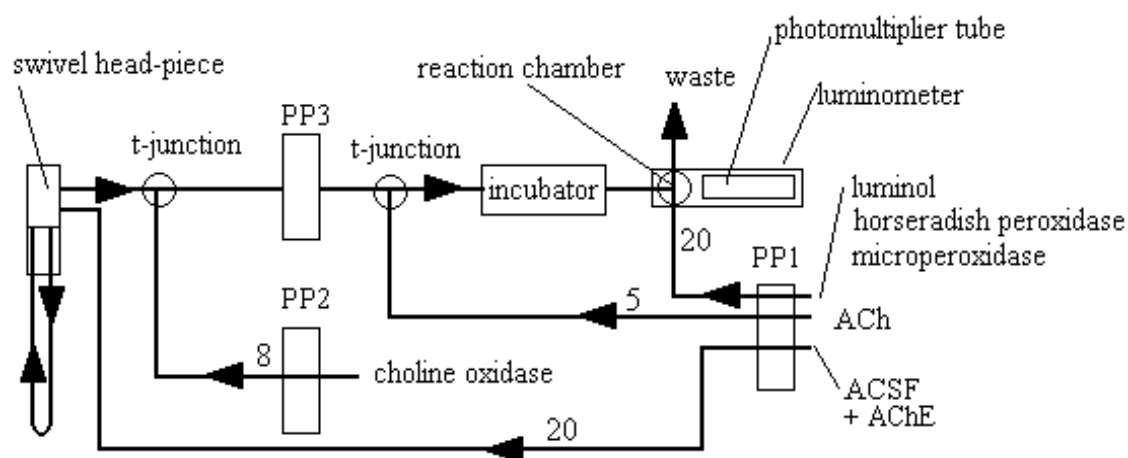 photomultiplier tube
swivel head-piece
reaction chamber
waste
luminometer
PP3
t-junction
t-junction
incubator
luminol
horseradish peroxidase
microperoxidase
20
PP1
PP2
5
ACh
8
choline oxidase
ACSF
+ AChE
20